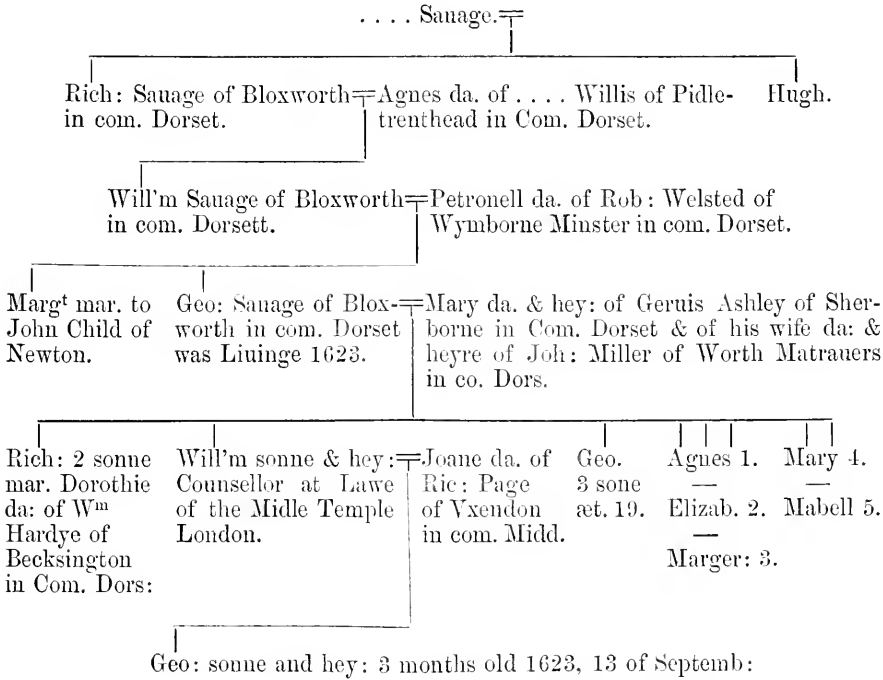 . . . . Sauage.
Rich: Sauage of Bloxworth
in com. Dorset.
Agnes da. of . . . . Willis of Pidle-
trenthead in Com. Dorset.
Hugh.
Will'm Sauage of Bloxworth
in com. Dorsett.
Petronell da. of Rob: Welsted of
Wymborne Minster in com. Dorset.
Margt mar. to
John Child of
Newton.
Geo: Sauage of Blox-
worth in com. Dorset
was Liuinge 1623.
Mary da. & hey: of Geruis Ashley of Sher-
borne in Com. Dorset & of his wife da: &
heyre of Joh: Miller of Worth Matrauers
in co. Dors.
Rich: 2 sonne
mar. Dorothie
da: of Wm
Hardye of
Becksington
in Com. Dors:
Will'm sonne & hey:
Counsellor at Lawe
of the Midle Temple
London.
Joane da. of
Ric: Page
of Vxendon
in com. Midd.
Geo.
3 sone
æt. 19.
Agnes 1.
—
Elizab. 2.
—
Marger: 3.
Mary 4.
—
Mabell 5.
Geo: sonne and hey: 3 months old 1623, 13 of Septemb: